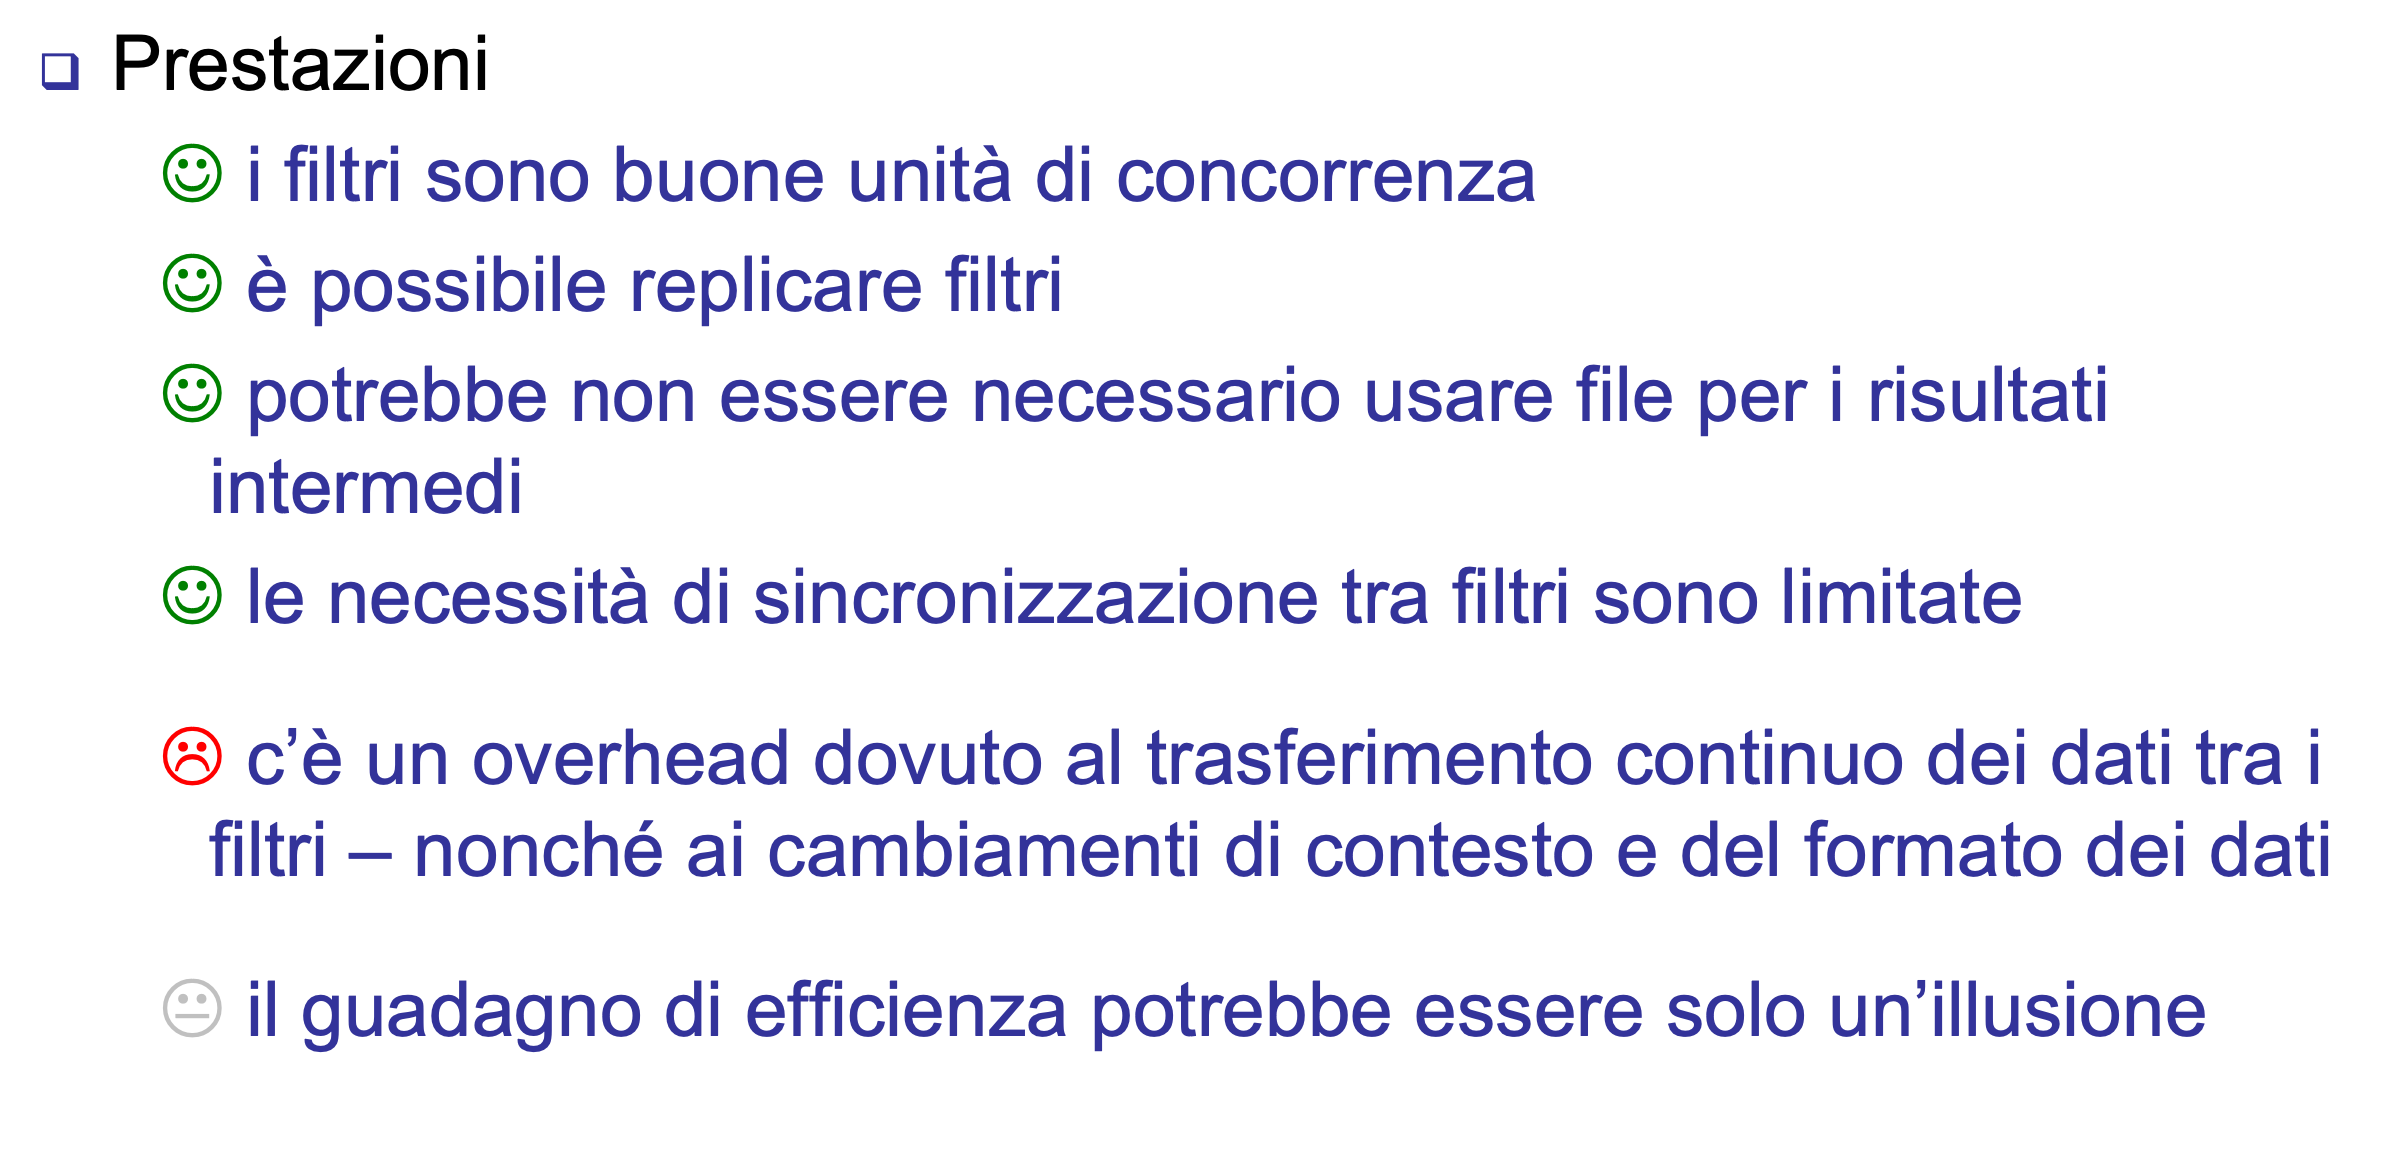 Prestazioni
i filtri sono buone unità di concorrenza
è possibile replicare filtri
potrebbe non essere necessario usare file per i risultati
intermedi
le necessità di sincronizzazione tra filtri sono limitate
c’è un overhead dovuto al trasferimento continuo dei dati tra i
filtri – nonché ai cambiamenti di contesto e del formato dei dati
il guadagno di efficienza potrebbe essere solo un’illusione